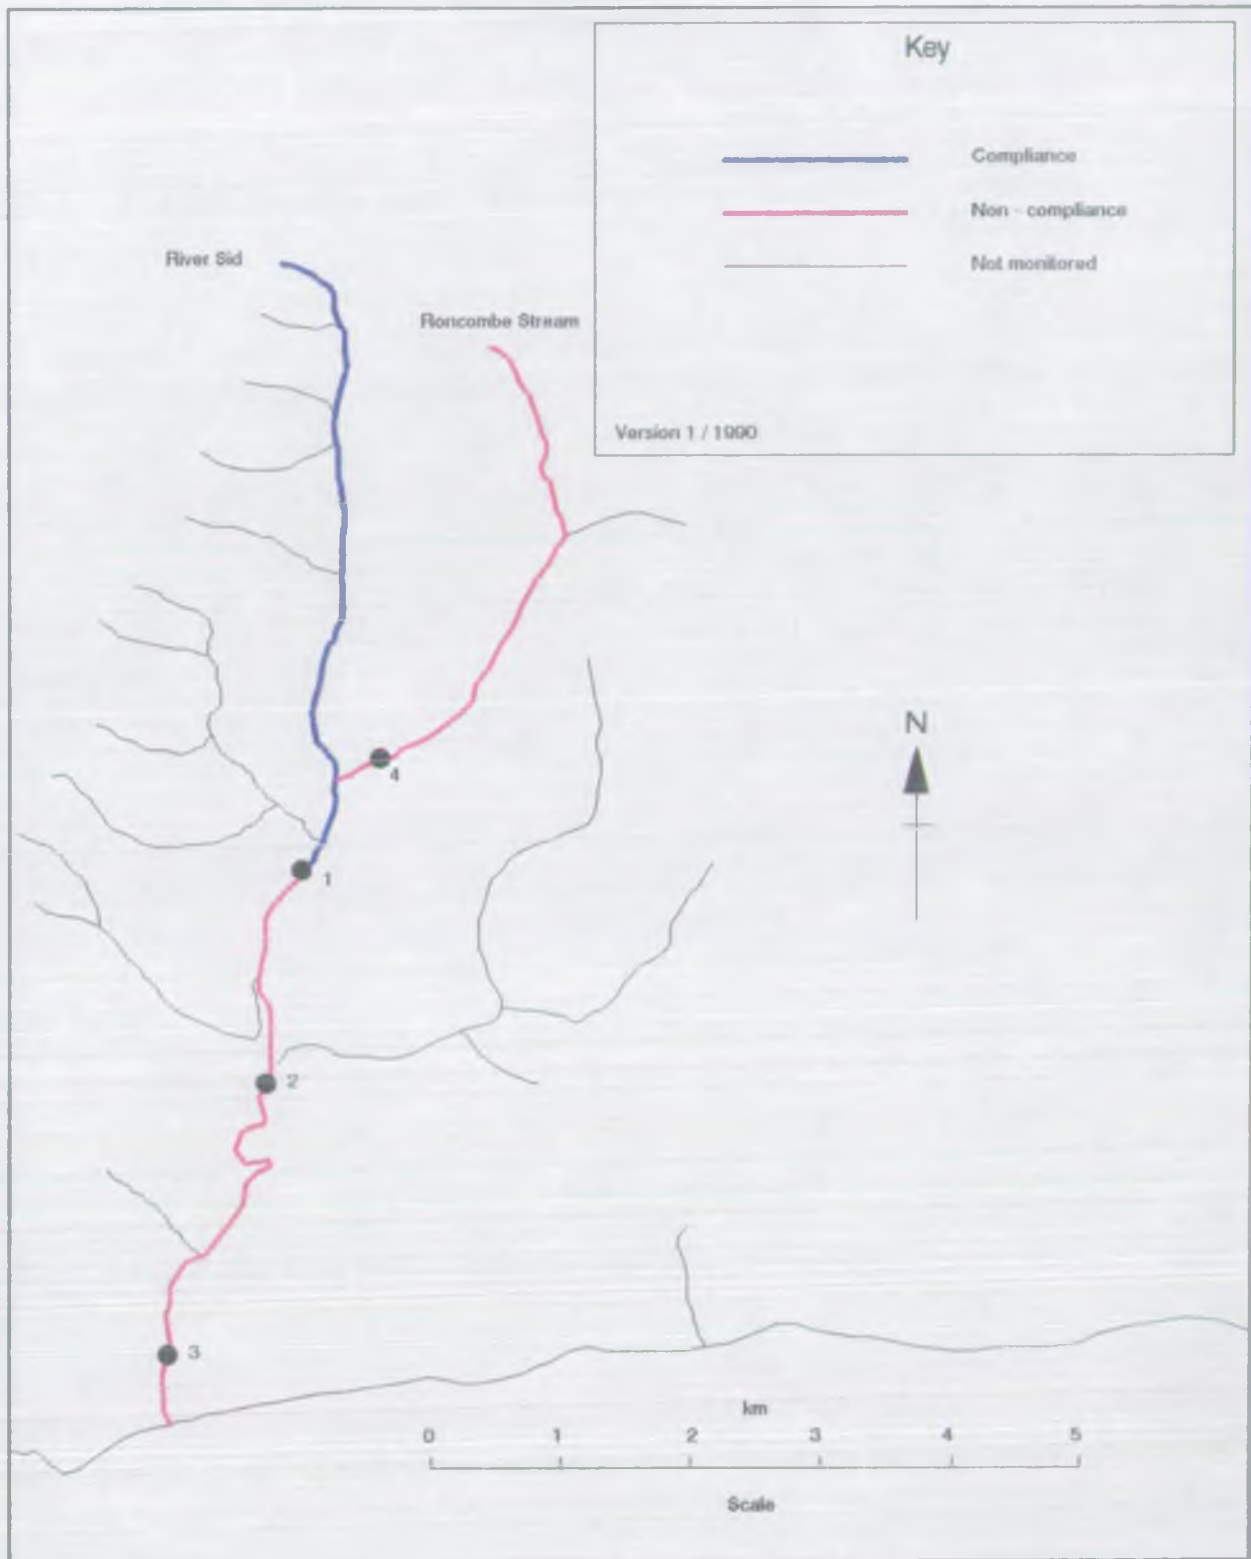 Key
Compliance
Non - compliance
Not monitored
Version 1 / 1990
River Sid
Roncombe Stream
N
4
1
2
3
km
0 1 2 3 4 5
Scale